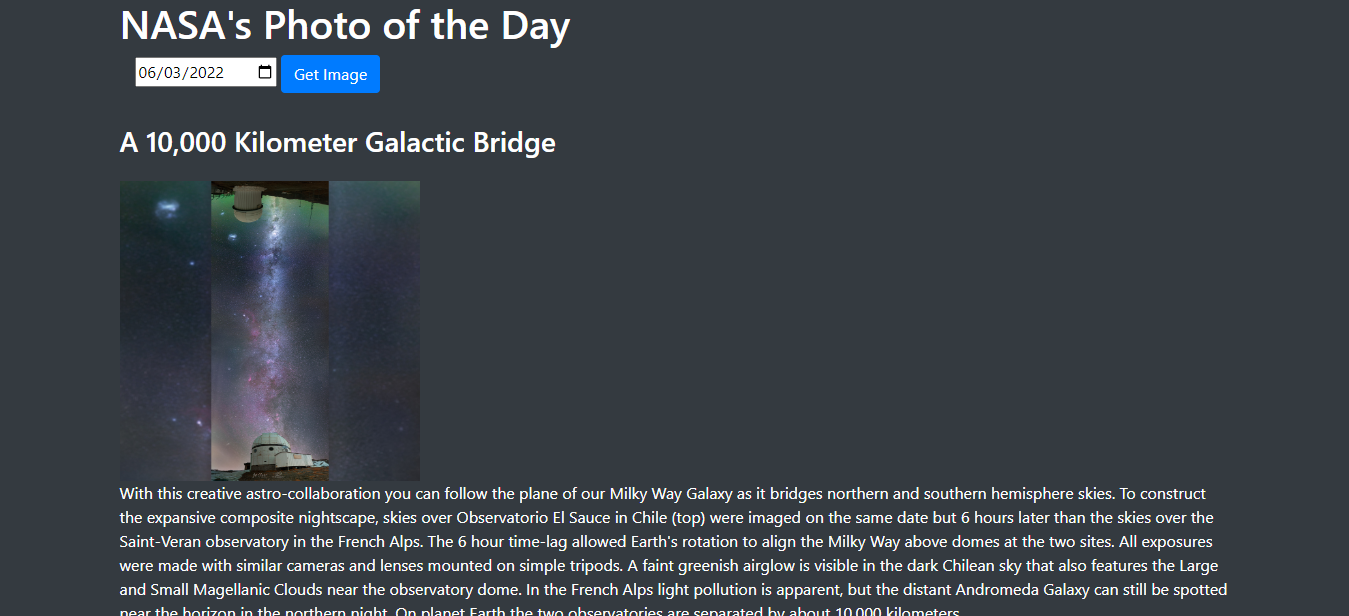 NASA's Photo of the Day
06/03/2022 Get Image
A 10,000 Kilometer Galactic Bridge
With this creative astro-collaboration you can follow the plane of our Milky Way Galaxy as it bridges northern and southern hemisphere skies. To construct
the expansive composite nightscape, skies over Observatorio El Sauce in Chile (top) were imaged on the same date but 6 hours later than the skies over the
Saint-Veran observatory in the French Alps. The 6 hour time-lag allowed Earth's rotation to align the Milky Way above domes at the two sites. All exposures
were made with similar cameras and lenses mounted on simple tripods. A faint greenish airglow is visible in the dark Chilean sky that also features the Large
and Small Magellanic Clouds near the observatory dome. In the French Alps light pollution is apparent, but the distant Andromeda Galaxy can still be spotted
near the horizon in the northern night. On planet Earth the two observatories are separated by about 10,000 kilometers.